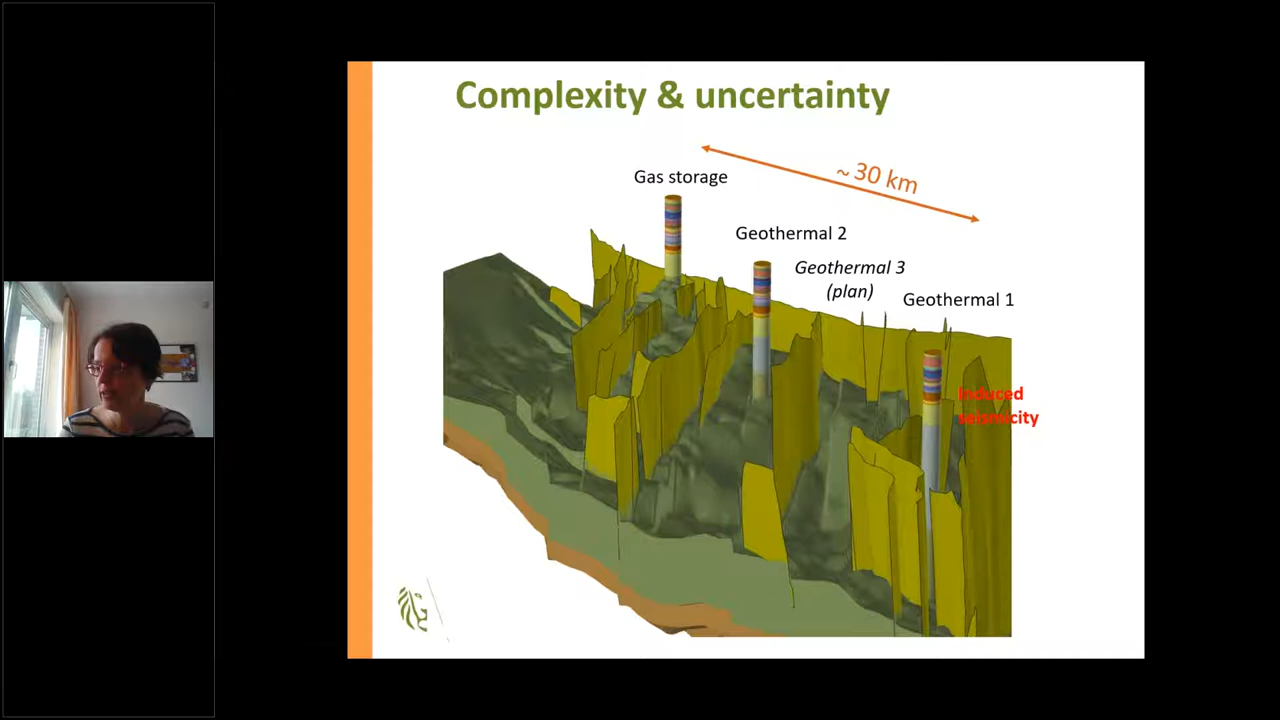 Complexity & uncertainty
~ 30 km
Gas storage
Geothermal 2
Geothermal 3
(plan)
Geothermal 1
Induced
seismicity